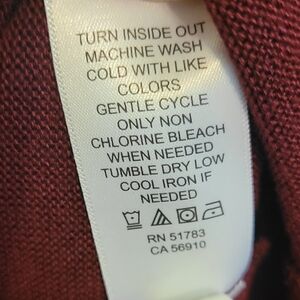 TURN INSIDE OUT
MACHINE WASH
COLD WITH LIKE
COLORS
GENTLE CYCLE
ONLY NON
CHLORINE BLEACH
WHEN NEEDED
TUMBLE DRY LOW
COOL IRON IF
NEEDED
RN 51783
CA 56910